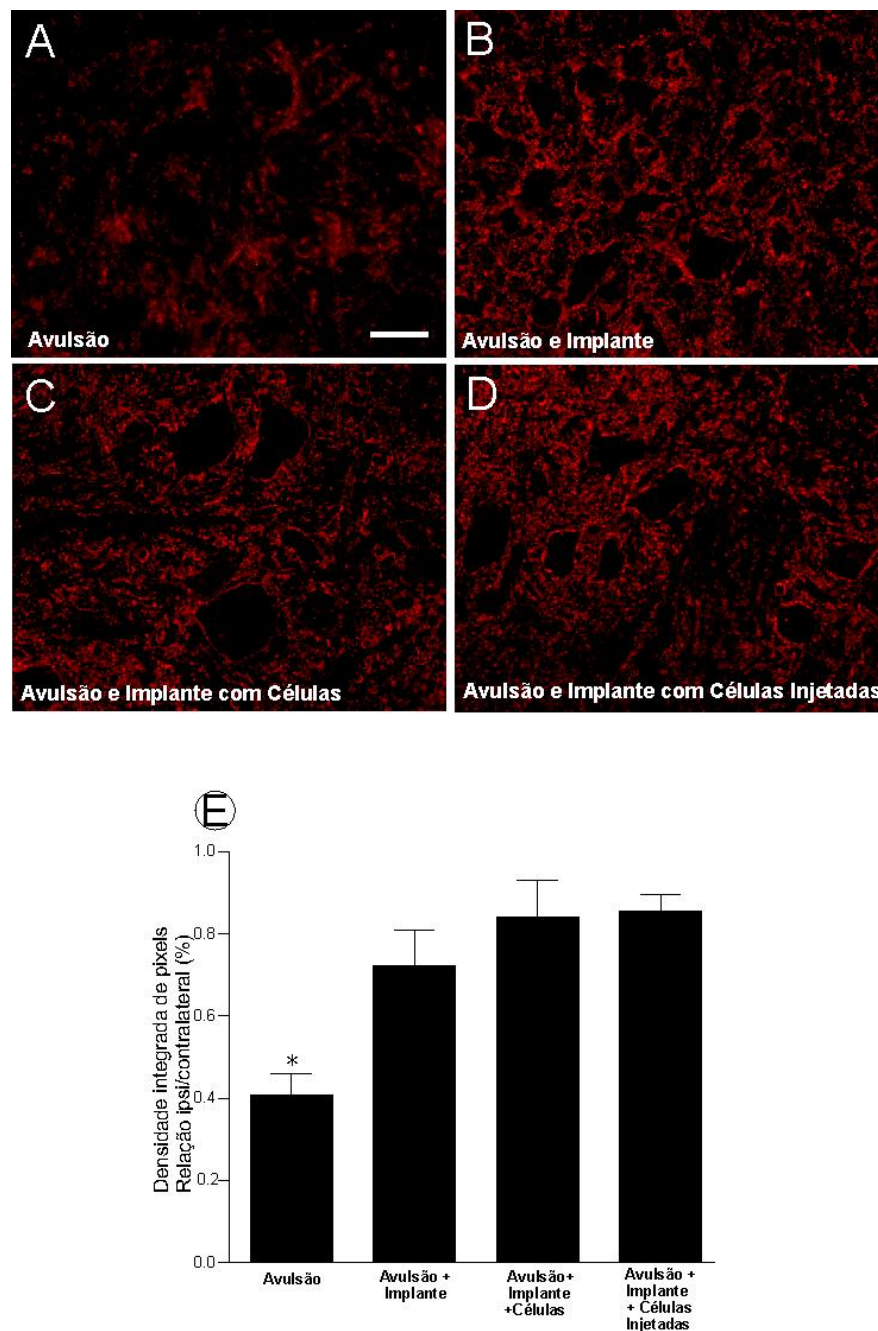 A
B
Avulsão
Avulsão e Implante
C
D
Avulsão e Implante com Células
Avulsão e Implante com Células Injetadas
E
Densidade integrada de pixels
Relação ipsi/contralateral (%)
1.0
0.8
0.6
0.4
0.2
0.0
*
Avulsão
Avulsão +
Implante
Avulsão+
Implante
+Células
Avulsão +
Implante
+ Células
Injetadas